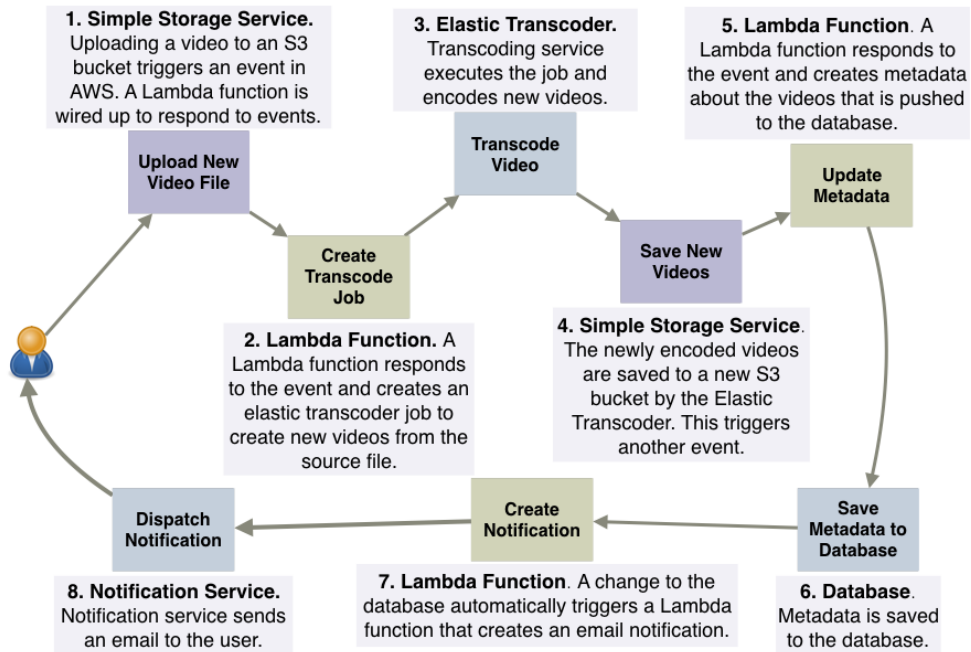 1. Simple Storage Service.
Uploading a video to an S3
bucket triggers an event in
AWS. A Lambda function is
wired up to respond to events.
Upload New
Video File
Create
Transcode
Job
2. Lambda Function. A
Lambda function responds
to the event and creates an
elastic transcoder job to
create new videos from the
source file.
3. Elastic Transcoder.
Transcoding service
executes the job and
encodes new videos.
Transcode
Video
Save New
Videos
4. Simple Storage Service.
The newly encoded videos
are saved to a new S3
bucket by the Elastic
Transcoder. This triggers
another event.
5. Lambda Function. A
Lambda function responds to
the event and creates metadata
about the videos that is pushed
to the database.
Update
Metadata
Save
Metadata to
Database
6. Database.
Metadata is saved
to the database.
Create
Notification
7. Lambda Function. A change to the
database automatically triggers a Lambda
function that creates an email notification.
Dispatch
Notification
8. Notification Service.
Notification service sends
an email to the user.